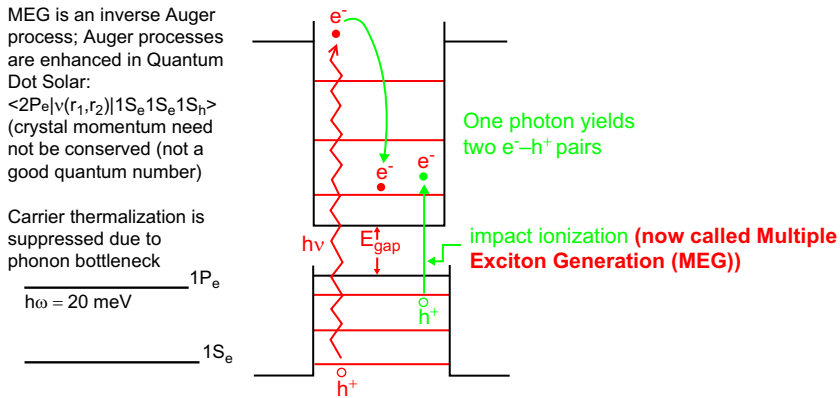 MEG is an inverse Auger
process; Auger processes
are enhanced in Quantum
Dot Solar:
<2Pₑ|ν(r₁,r₂)|1Sₑ1Sₑ1Sₕ>
(crystal momentum need
not be conserved (not a
good quantum number)
Carrier thermalization is
suppressed due to
phonon bottleneck
1Pₑ
hω = 20 meV
1Sₑ
e⁻
e⁻
e⁻
hν
E_gap
h⁺
h⁺
One photon yields
two e⁻–h⁺ pairs
impact ionization (now called Multiple
Exciton Generation (MEG))